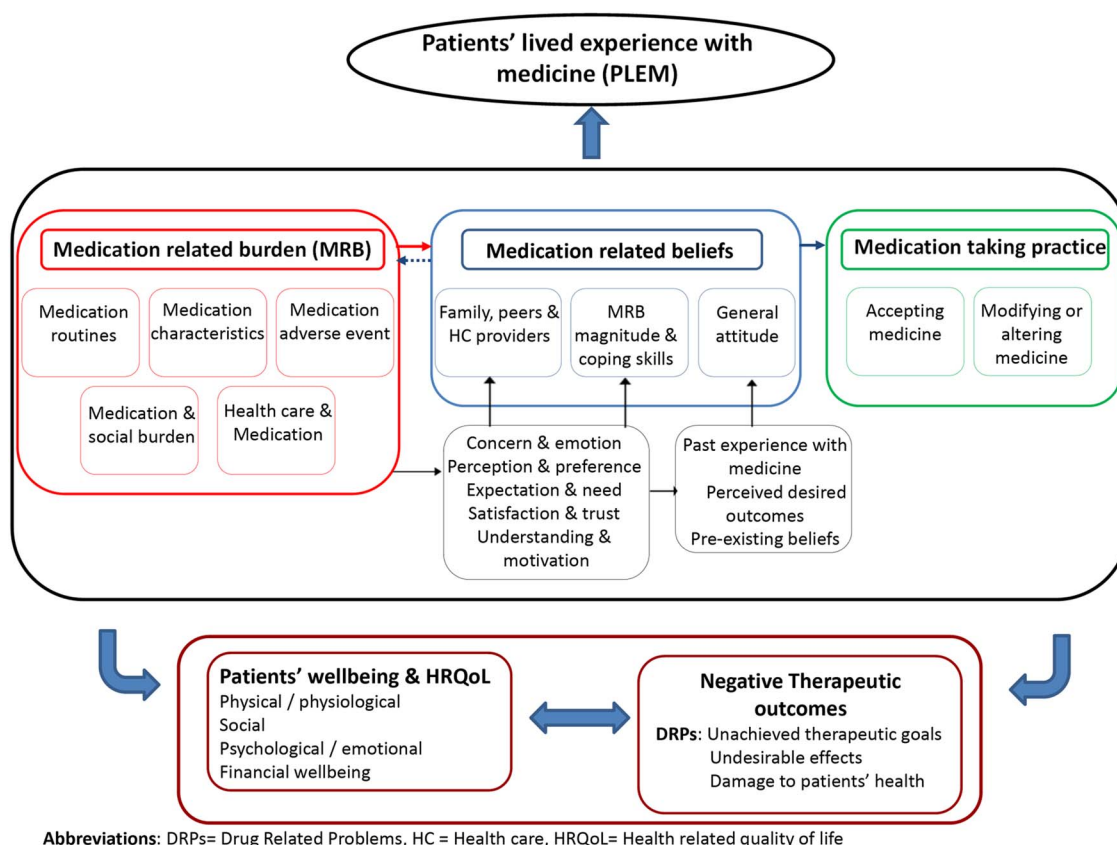 Patients' lived experience with
medicine (PLEM)
Medication related burden (MRB)
Medication
routines
Medication
characteristics
Medication
adverse event
Medication &
social burden
Health care &
Medication
Medication related beliefs
Family, peers &
HC providers
MRB
magnitude &
coping skills
General
attitude
Medication taking practice
Accepting
medicine
Modifying or
altering
medicine
Concern & emotion
Perception & preference
Expectation & need
Satisfaction & trust
Understanding &
motivation
Past experience with
medicine
Perceived desired
outcomes
Pre-existing beliefs
Patients' wellbeing & HRQoL
Physical / physiological
Social
Psychological / emotional
Financial wellbeing
Negative Therapeutic
outcomes
DRPs: Unachieved therapeutic goals
Undesirable effects
Damage to patients' health
Abbreviations: DRPs= Drug Related Problems, HC = Health care, HRQoL= Health related quality of life